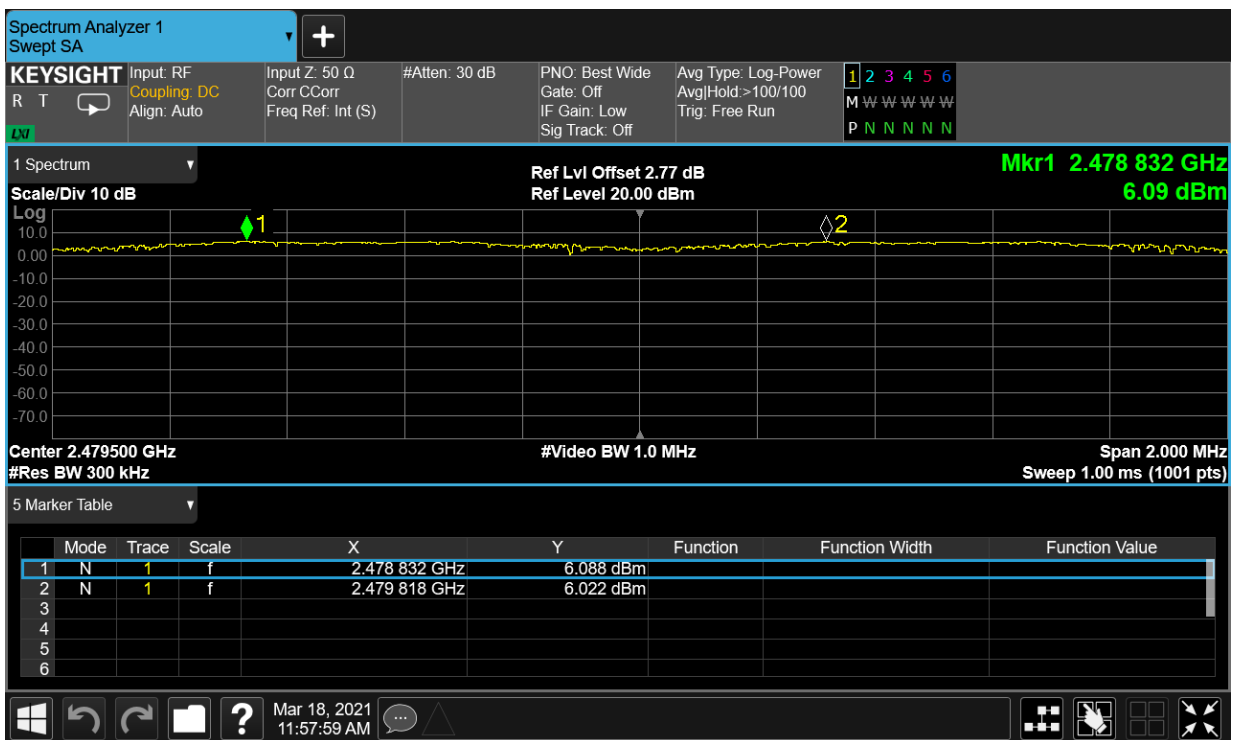 Spectrum Analyzer 1
Swept SA
+
KEYSIGHT
R T
LXI
Input: RF
Coupling: DC
Align: Auto
Input Z: 50 Ω
Corr CCorr
Freq Ref: Int (S)
#Atten: 30 dB
PNO: Best Wide
Gate: Off
IF Gain: Low
Sig Track: Off
Avg Type: Log-Power
Avg|Hold:>100/100
Trig: Free Run
1 2 3 4 5 6
M W W W W W
P N N N N N
1 Spectrum
Scale/Div 10 dB
Ref Lvl Offset 2.77 dB
Ref Level 20.00 dBm
Mkr1 2.478 832 GHz
6.09 dBm
Log
10.0
0.00
-10.0
-20.0
-30.0
-40.0
-50.0
-60.0
-70.0
1
2
Center 2.479500 GHz
#Res BW 300 kHz
#Video BW 1.0 MHz
Span 2.000 MHz
Sweep 1.00 ms (1001 pts)
5 Marker Table
Mode Trace Scale X Y Function Function Width Function Value
1 N 1 f 2.478 832 GHz 6.088 dBm
2 N 1 f 2.479 818 GHz 6.022 dBm
3
4
5
6
?
Mar 18, 2021
11:57:59 AM